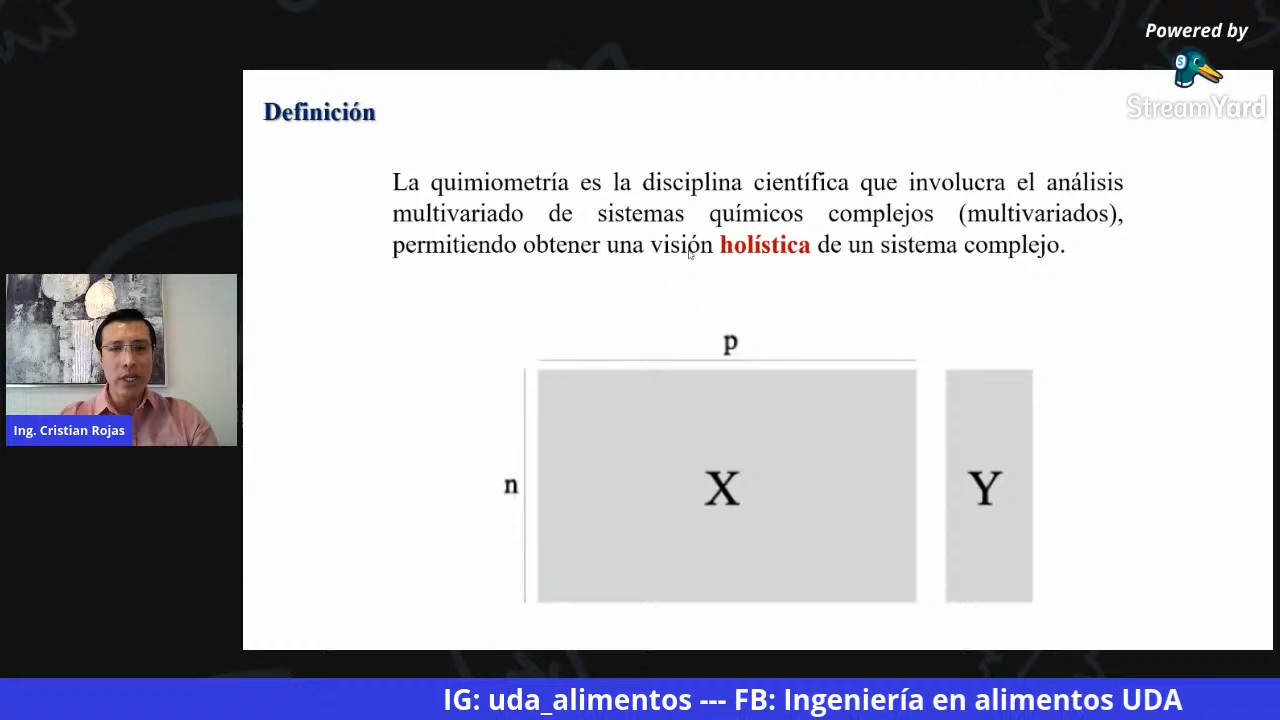 Powered by
StreamYard
Definición
La quimiometría es la disciplina científica que involucra el análisis
multivariado de sistemas químicos complejos (multivariados),
permitiendo obtener una visión holística de un sistema complejo.
p
n
X
Y
Ing. Cristian Rojas
IG: uda_alimentos --- FB: Ingeniería en alimentos UDA